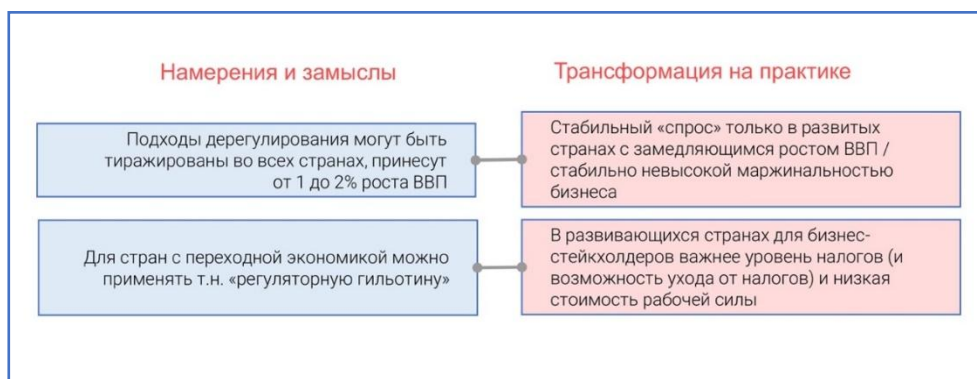 Намерения и замыслы
Трансформация на практике
Подходы дерегулирования могут быть
тиражированы во всех странах, принесут
от 1 до 2% роста ВВП
Стабильный «спрос» только в развитых
странах с замедляющимся ростом ВВП /
стабильно невысокой маржинальностью
бизнеса
Для стран с переходной экономикой можно
применять т.н. «регуляторную гильотину»
В развивающихся странах для бизнес-
стейкхолдеров важнее уровень налогов (и
возможность ухода от налогов) и низкая
стоимость рабочей силы